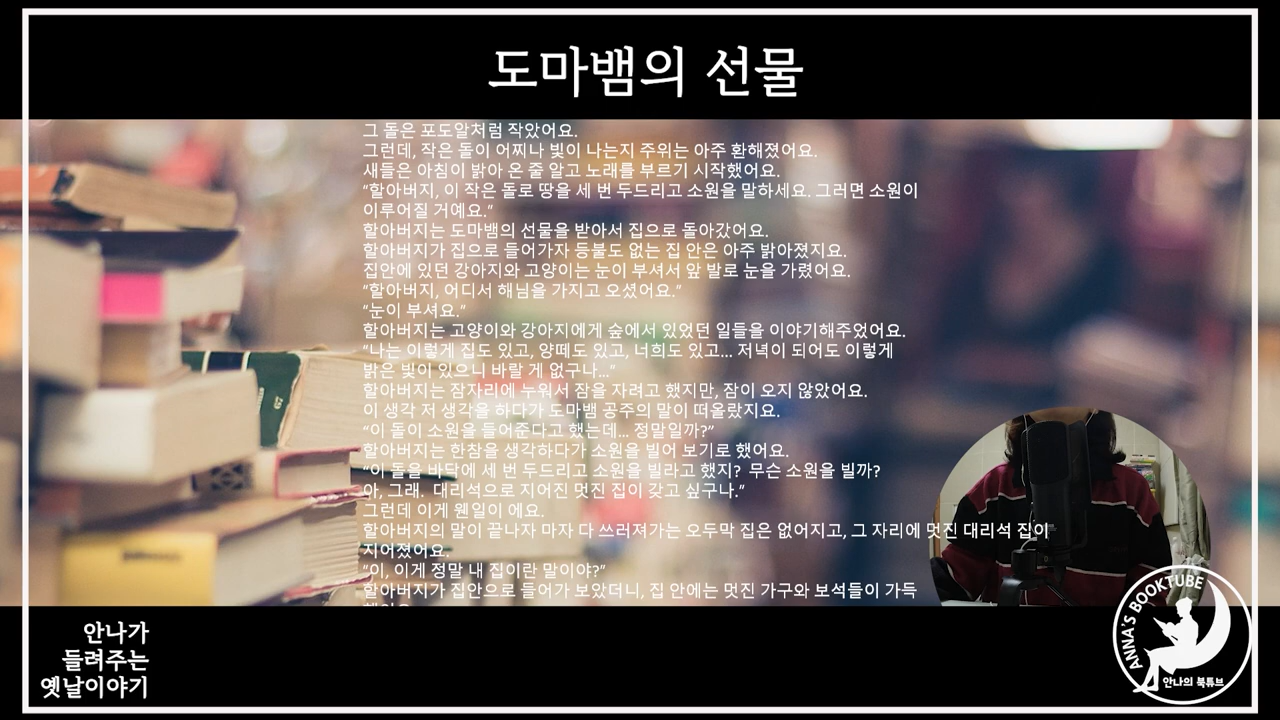 도마뱀의 선물
그 돌은 포도알처럼 작았어요.
그런데, 작은 돌이 어찌나 빛이 나는지 주위는 아주 환해졌어요.
새들은 아침이 밝아 온 줄 알고 노래를 부르기 시작했어요.
“할아버지, 이 작은 돌로 땅을 세 번 두드리고 소원을 말하세요. 그러면 소원이
이루어질 거예요.”
할아버지는 도마뱀의 선물을 받아서 집으로 돌아갔어요.
할아버지가 집으로 들어가자 등불도 없는 집 안은 아주 밝아졌지요.
집안에 있던 강아지와 고양이는 눈이 부셔서 앞 발로 눈을 가렸어요.
“할아버지, 어디서 해님을 가지고 오셨어요.”
“눈이 부셔요.”
할아버지는 고양이와 강아지에게 숲에서 있었던 일들을 이야기해주었어요.
“나는 이렇게 집도 있고, 양떼도 있고, 너희도 있고... 저녁이 되어도 이렇게
밝은 빛이 있으니 바랄 게 없구나...”
할아버지는 잠자리에 누워서 잠을 자려고 했지만, 잠이 오지 않았어요.
이 생각 저 생각을 하다가 도마뱀 공주의 말이 떠올랐지요.
“이 돌이 소원을 들어준다고 했는데... 정말일까?”
할아버지는 한참을 생각하다가 소원을 빌어 보기로 했어요.
“이 돌을 바닥에 세 번 두드리고 소원을 빌라고 했지? 무슨 소원을 빌까?
아, 그래. 대리석으로 지어진 멋진 집이 갖고 싶구나.”
그런데 이게 웬일이 에요.
할아버지의 말이 끝나자 마자 다 쓰러져가는 오두막 집은 없어지고, 그 자리에 멋진 대리석 집이
지어졌어요.
“이, 이게 정말 내 집이란 말이야?”
할아버지가 집안으로 들어가 보았더니, 집 안에는 멋진 가구와 보석들이 가득
안나가
들려주는
옛날이야기
ANNA'S BOOKTUBE
안나의 북튜브